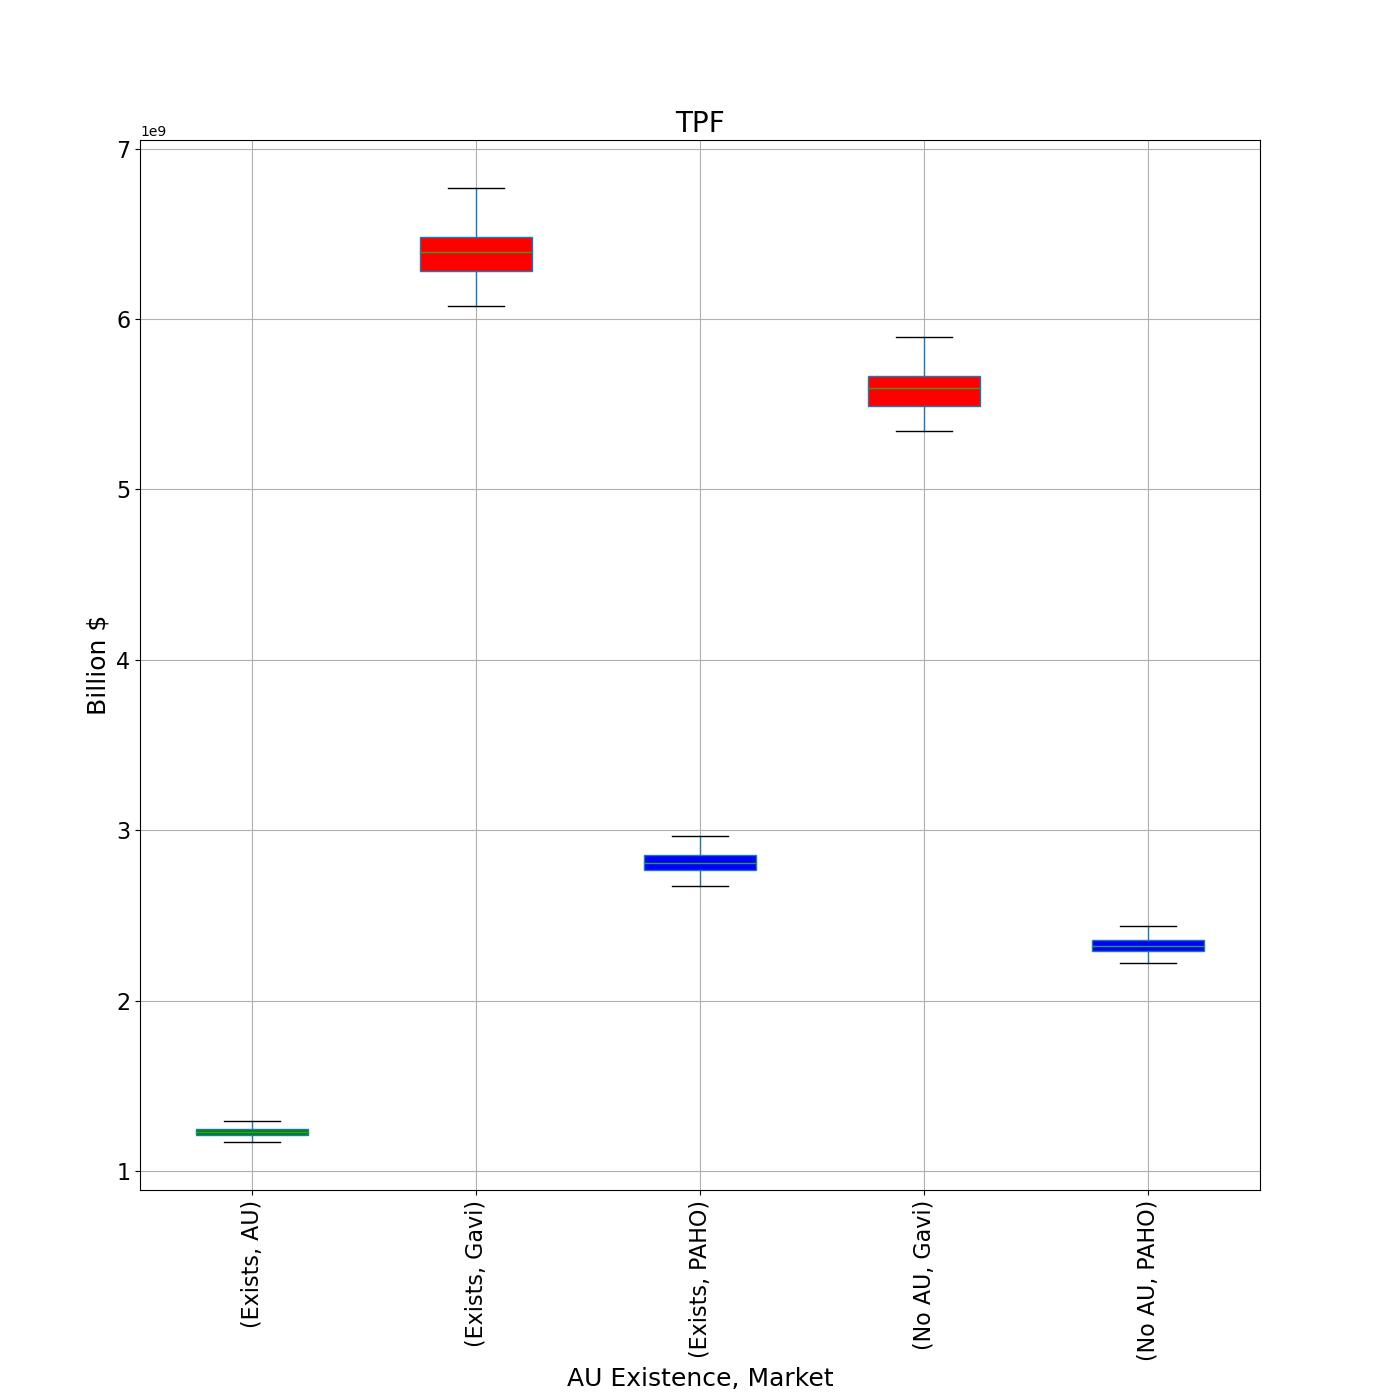 TPF
1e9
7
6
5
4
3
2
1
Billion $
(Exists, AU)
(Exists, Gavi)
(Exists, PAHO)
(No AU, Gavi)
(No AU, PAHO)
AU Existence, Market